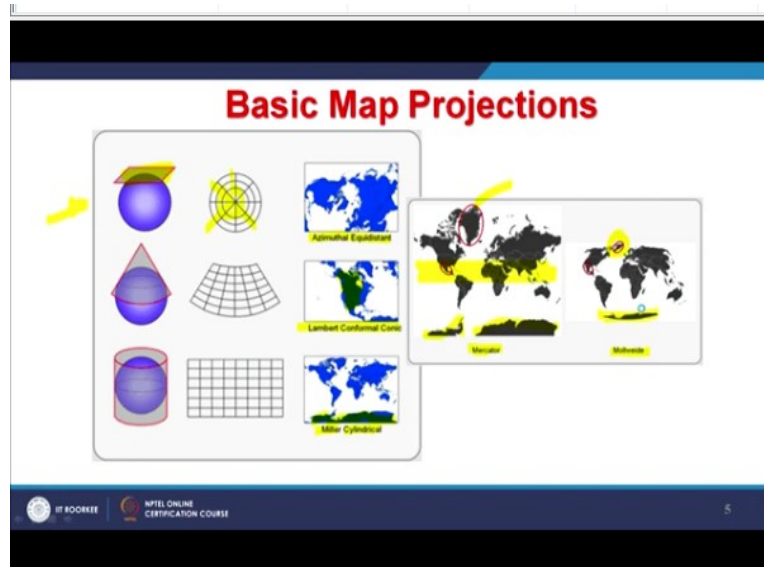 Basic Map Projections
Azimuthal Equidistant
Lambert Conformal Conic
Miller Cylindrical
Mercator
Mollweide
IIT ROORKEE
NPTEL ONLINE
CERTIFICATION COURSE
5